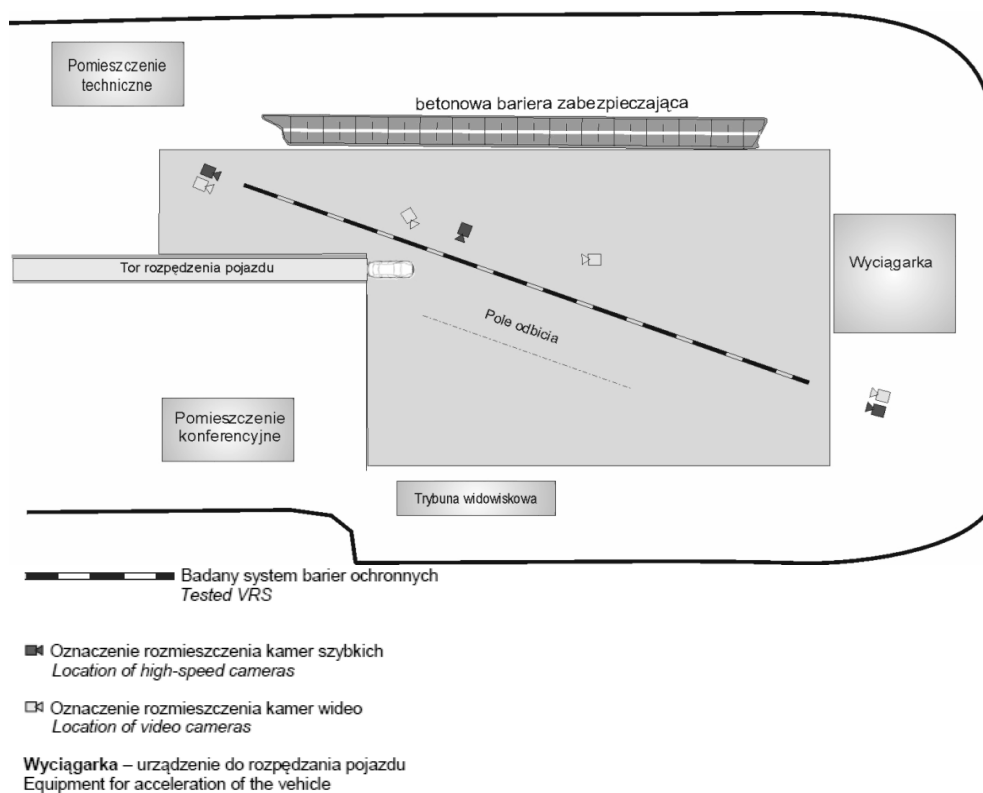 Pomieszczenie
techniczne
betonowa bariera zabezpieczająca
Tor rozpędzenia pojazdu
Wyciągarka
Pole odbicia
Pomieszczenie
konferencyjne
Trybuna widowiskowa
Badany system barier ochronnych
Tested VRS
Oznaczenie rozmieszczenia kamer szybkich
Location of high-speed cameras
Oznaczenie rozmieszczenia kamer wideo
Location of video cameras
Wyciągarka – urządzenie do rozpędzania pojazdu
Equipment for acceleration of the vehicle